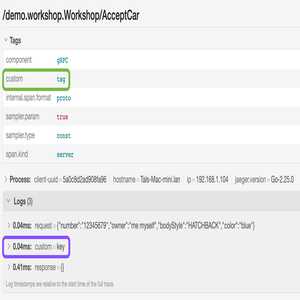 /demo.workshop.Workshop/AcceptCar
Tags
component gRPC
custom tag
internal.span.format proto
sampler.param true
sampler.type const
span.kind server
Process: client-uuid = 5a0c8d2ad908fa96 hostname = Tais-Mac-mini.lan ip = 192.168.1.104 jaeger.version = Go-2.25.0
Logs (3)
0.04ms: request = {"number":"12345679","owner":"me myself","bodyStyle":"HATCHBACK","color":"blue"}
0.04ms: custom = key
0.41ms: response = {}
Log timestamps are relative to the start time of the full trace.